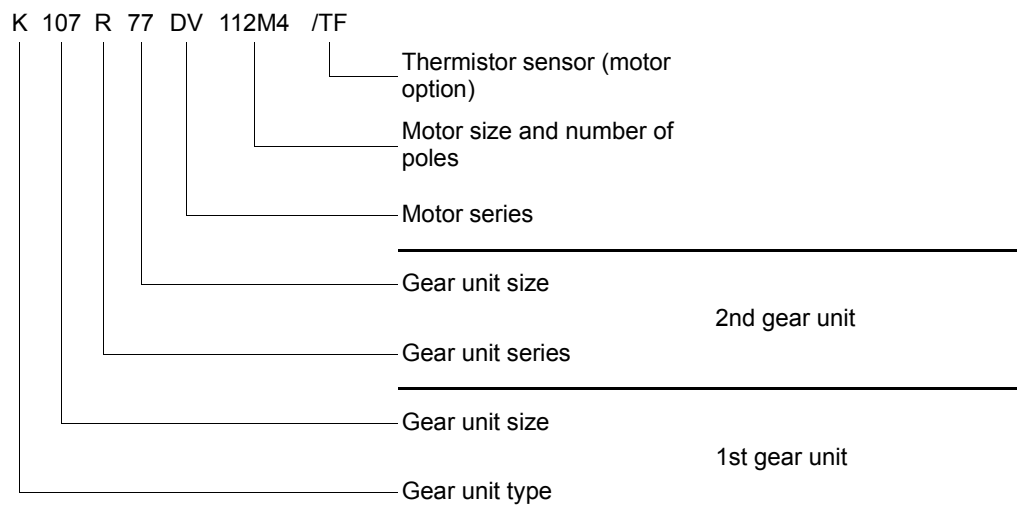 K 107 R 77 DV 112M4 /TF
Thermistor sensor (motor
option)
Motor size and number of
poles
Motor series
Gear unit size
2nd gear unit
Gear unit series
Gear unit size
1st gear unit
Gear unit type